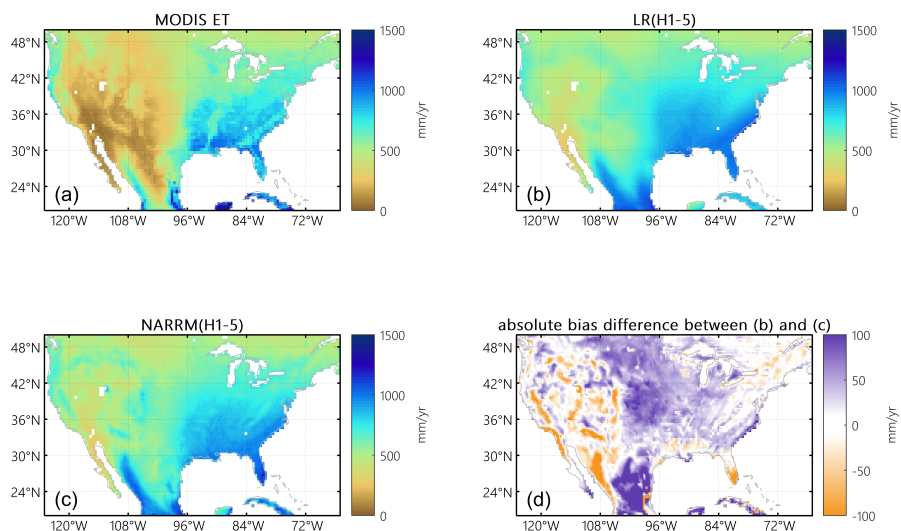 MODIS ET
LR(H1-5)
48°N
42°N
36°N
30°N
24°N
(a)
120°W 108°W 96°W 84°W 72°W
1500
1000
500
0
mm/yr
48°N
42°N
36°N
30°N
24°N
(b)
120°W 108°W 96°W 84°W 72°W
1500
1000
500
0
mm/yr
NARRM(H1-5)
absolute bias difference between (b) and (c)
48°N
42°N
36°N
30°N
24°N
(c)
120°W 108°W 96°W 84°W 72°W
1500
1000
500
0
mm/yr
48°N
42°N
36°N
30°N
24°N
(d)
120°W 108°W 96°W 84°W 72°W
100
50
0
-50
-100
mm/yr